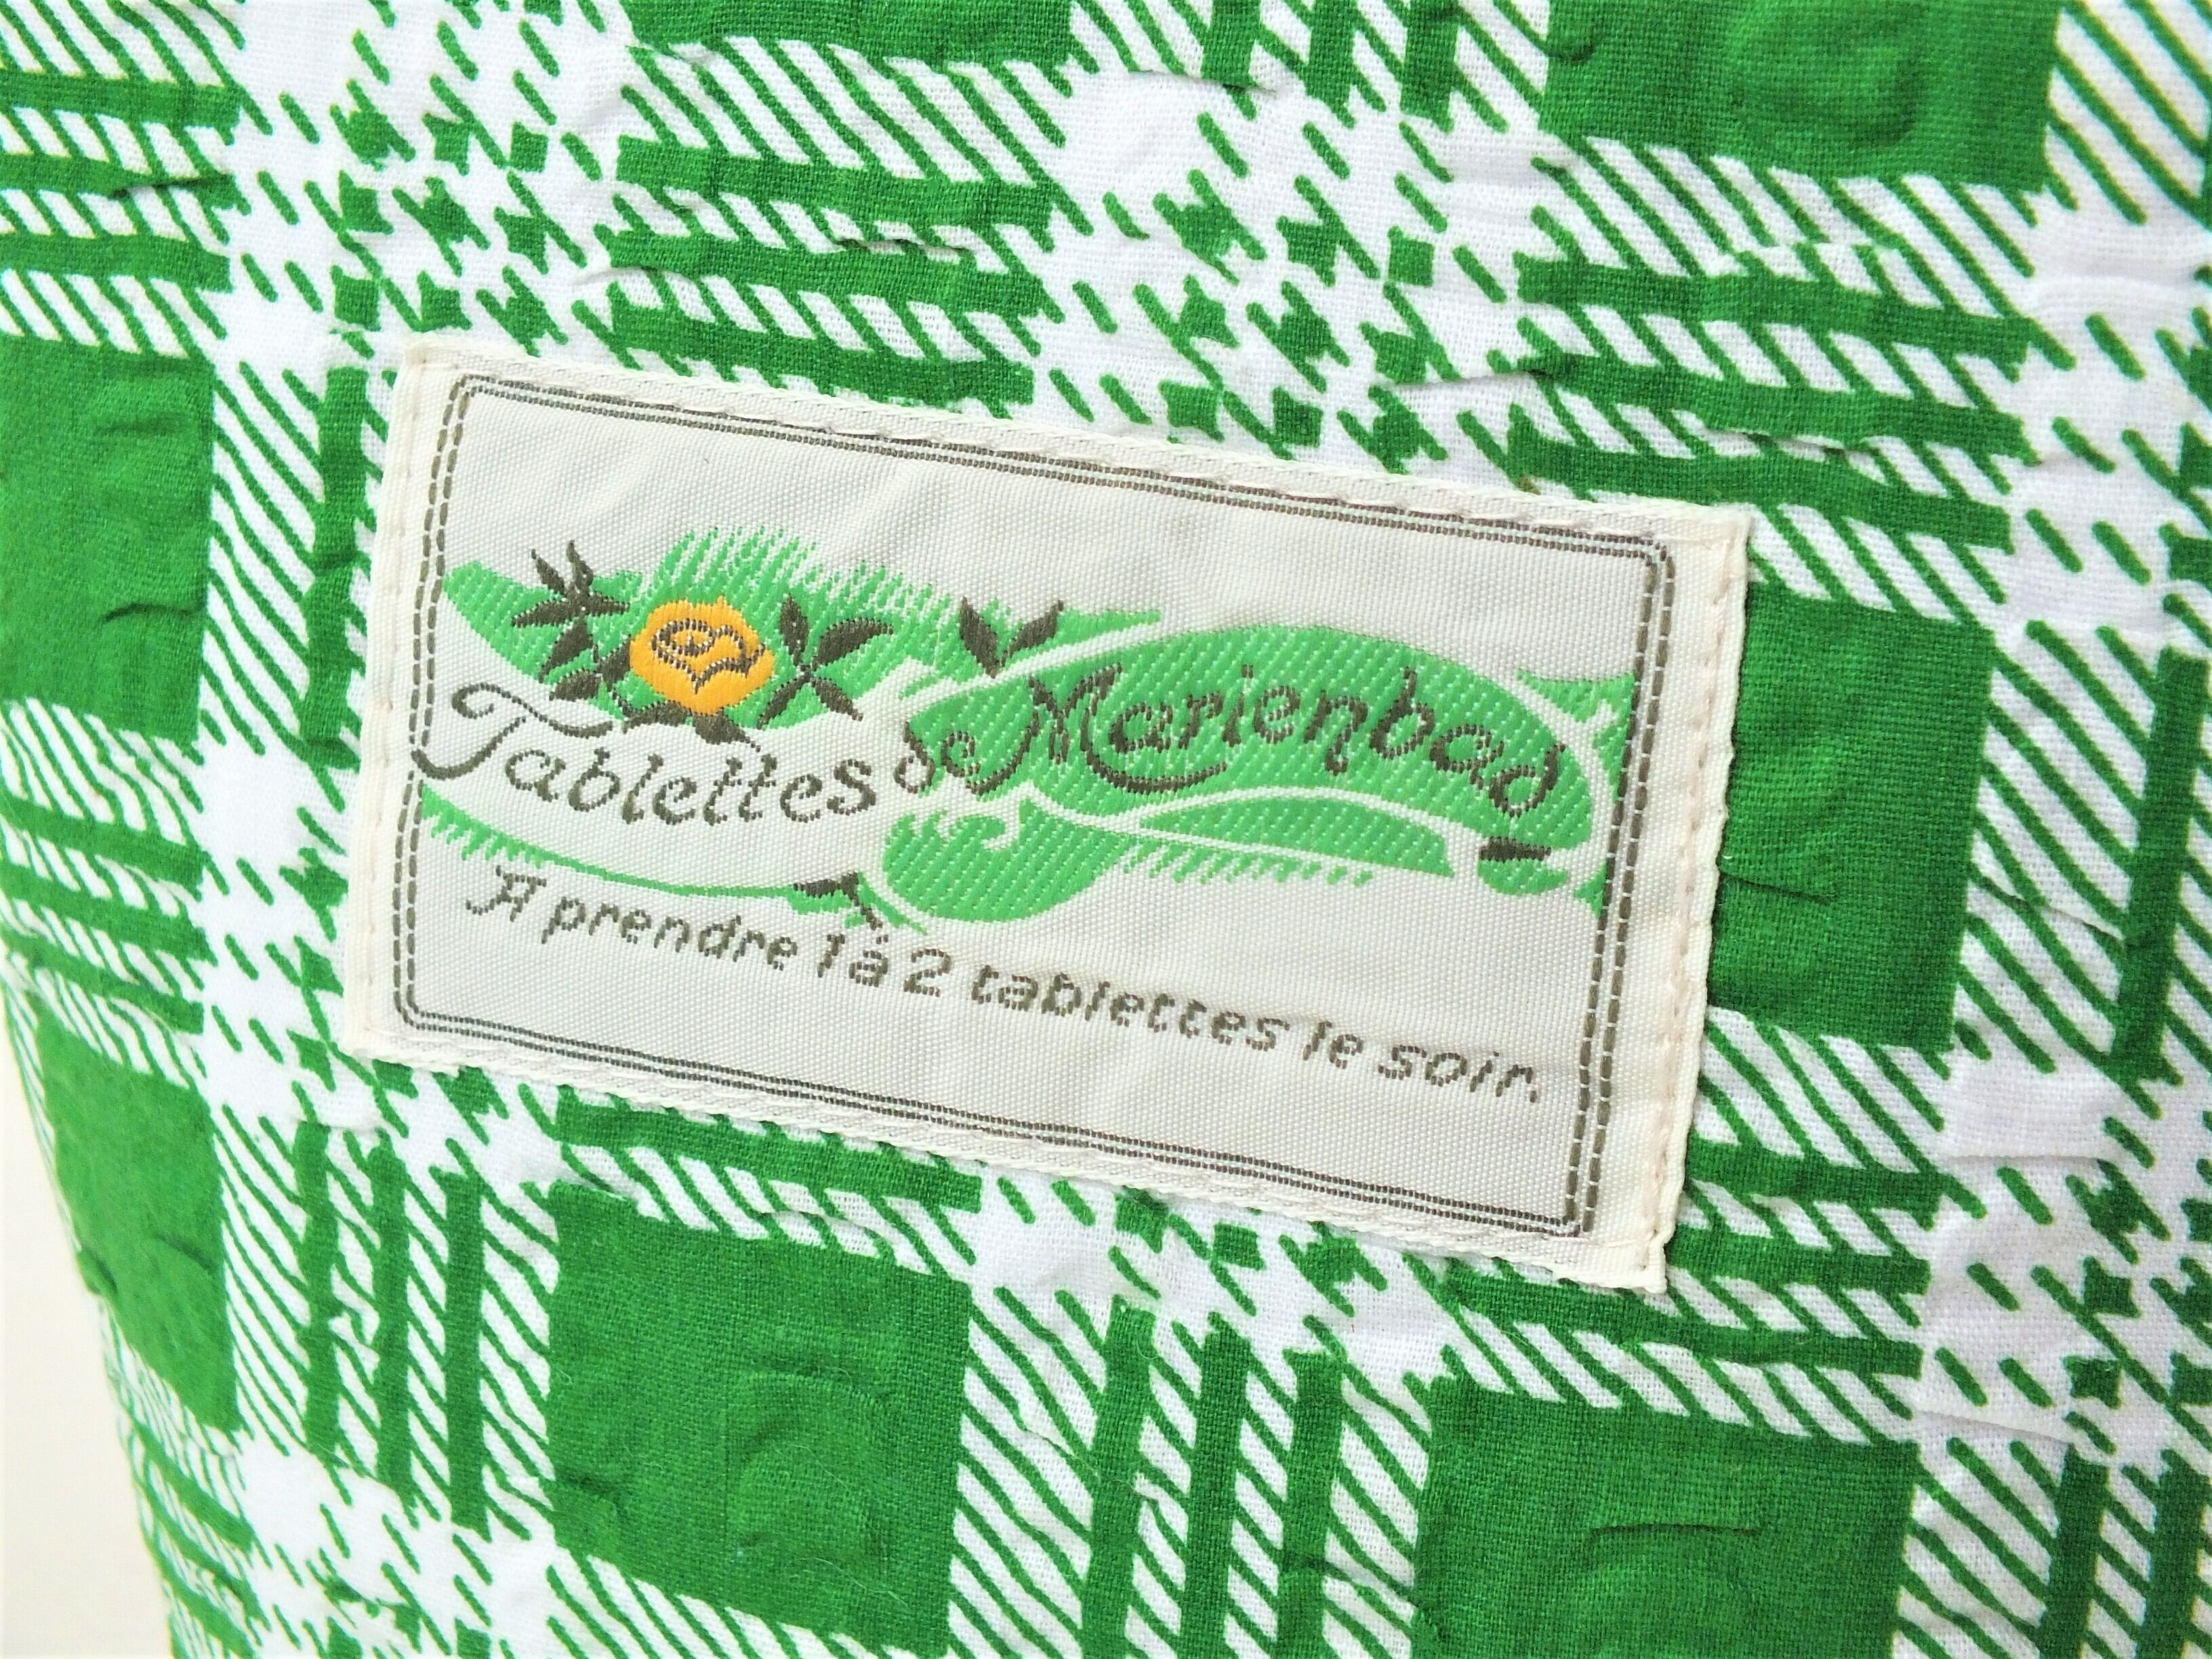 Tablettes de Marienbad
A prendre 1 à 2 tablettes le soir.